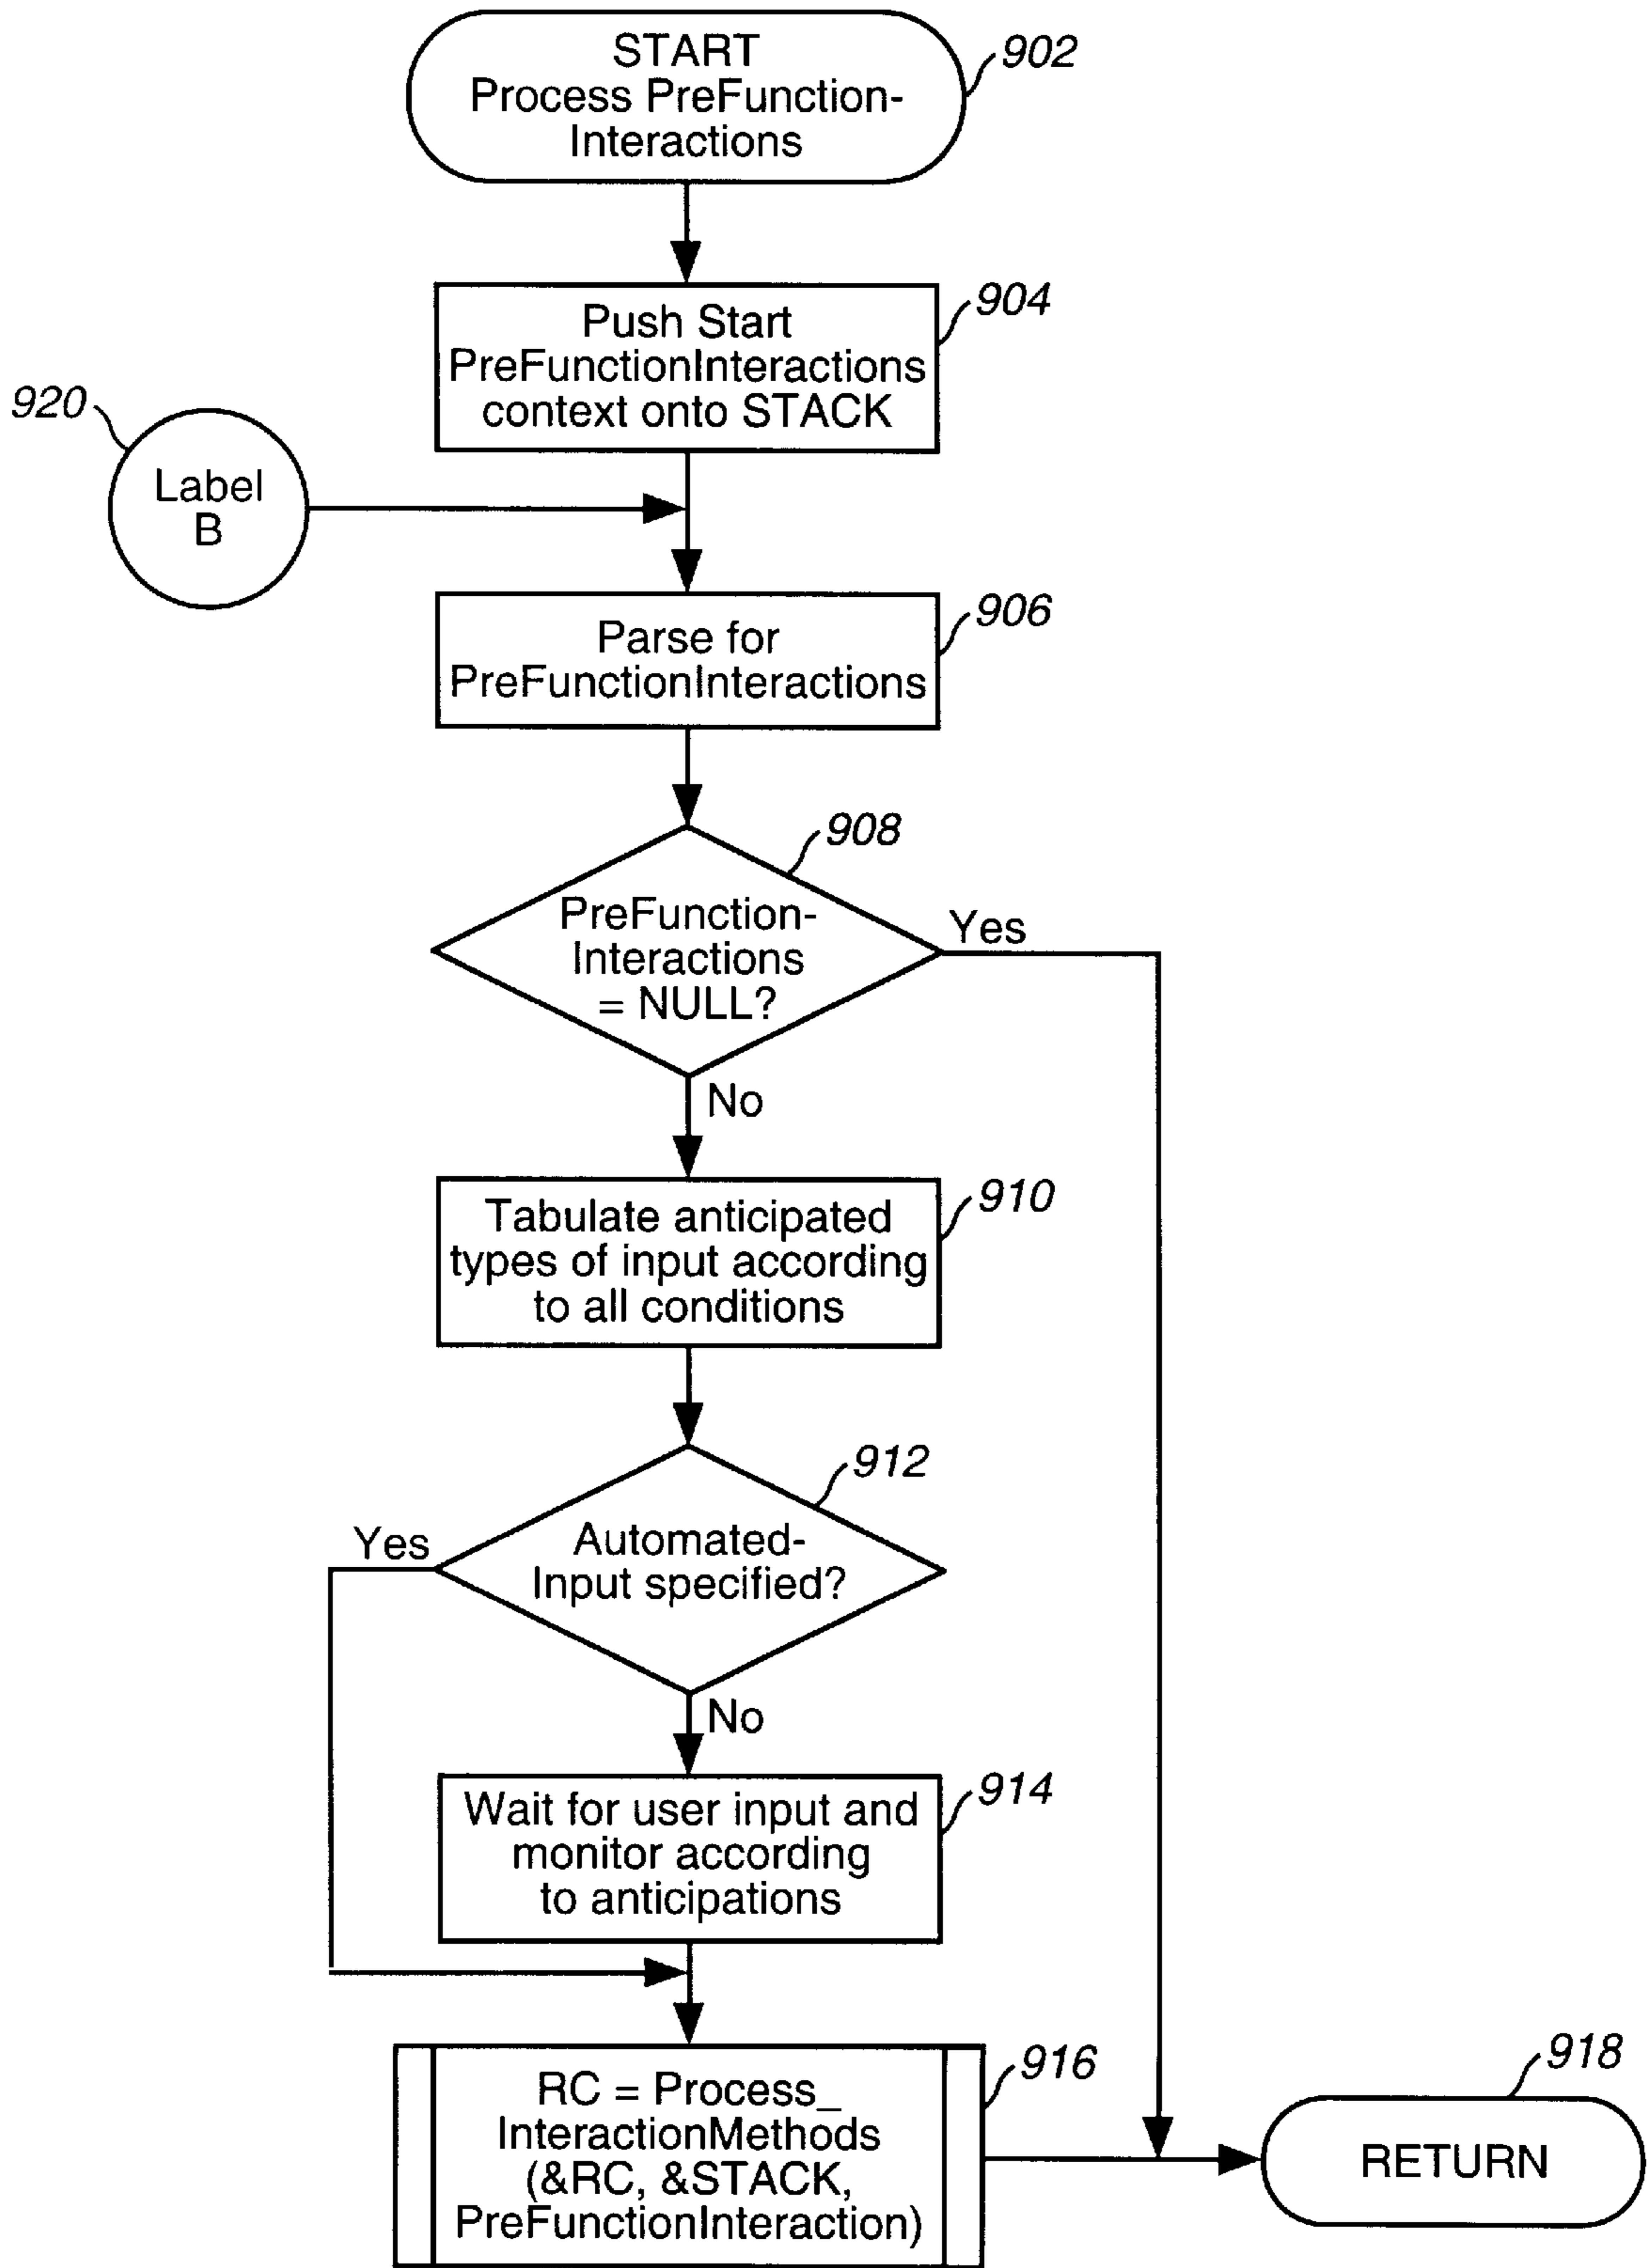 START
Process PreFunction-
Interactions
902
Push Start
PreFunctionInteractions
context onto STACK
904
920
Label
B
Parse for
PreFunctionInteractions
906
908
PreFunction-
Interactions
= NULL?
Yes
No
Tabulate anticipated
types of input according
to all conditions
910
912
Automated-
Input specified?
Yes
No
Wait for user input and
monitor according
to anticipations
914
RC = Process_
InteractionMethods
(&RC, &STACK,
PreFunctionInteraction)
916
918
RETURN